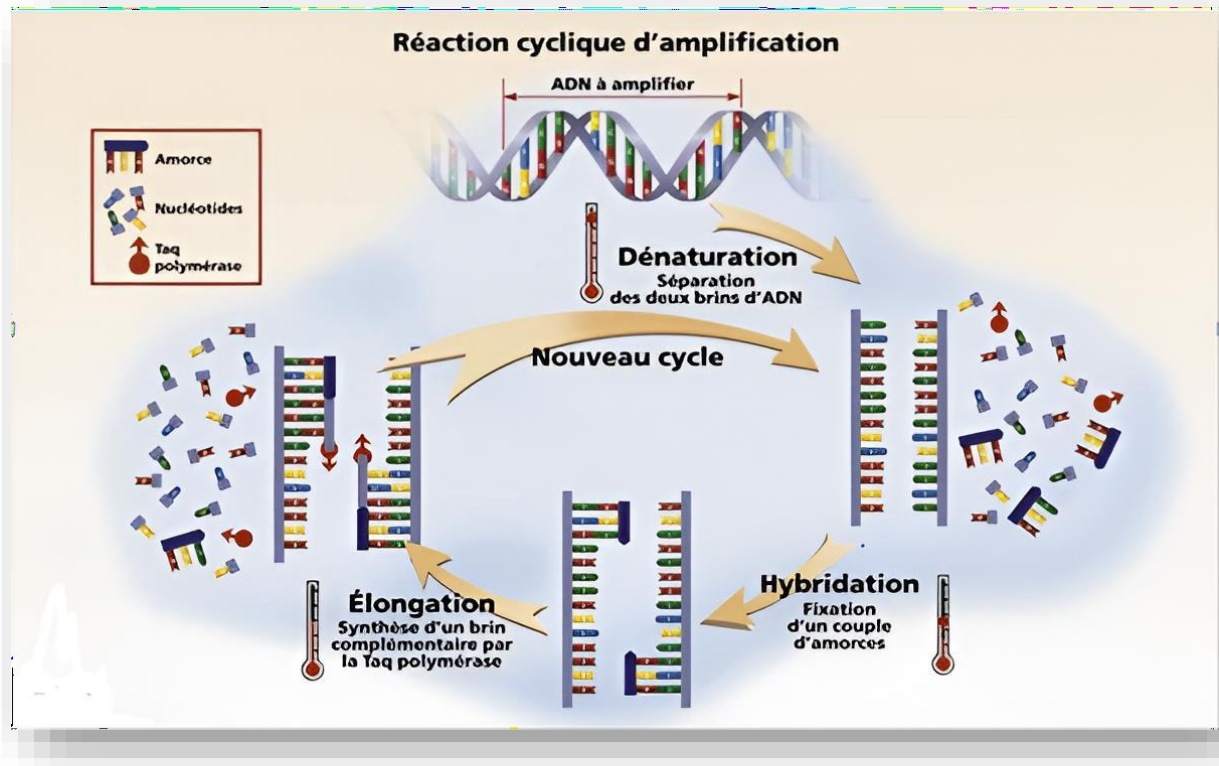 Réaction cyclique d'amplification
ADN à amplifier
Amorce
Nucléotides
Taq
polymérase
Dénaturation
Séparation
des deux brins d'ADN
Nouveau cycle
Hybridation
Fixation
d'un couple
d'amorces
Élongation
Synthèse d'un brin
complémentaire par
la Taq polymérase